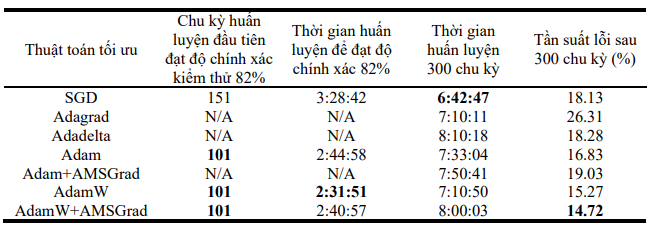 Thuật toán tối ưu | Chu kỳ huấn luyện đầu tiên đạt độ chính xác kiểm thử 82% | Thời gian huấn luyện để đạt độ chính xác 82% | Thời gian huấn luyện 300 chu kỳ | Tần suất lỗi sau 300 chu kỳ (%)
SGD 151 3:28:42 6:42:47 18.13
Adagrad N/A N/A 7:10:11 26.31
Adadelta N/A N/A 8:10:18 18.28
Adam 101 2:44:58 7:33:04 16.83
Adam+AMSGrad N/A N/A 7:50:41 19.03
AdamW 101 2:31:51 7:10:50 15.27
AdamW+AMSGrad 101 2:40:57 8:00:03 14.72